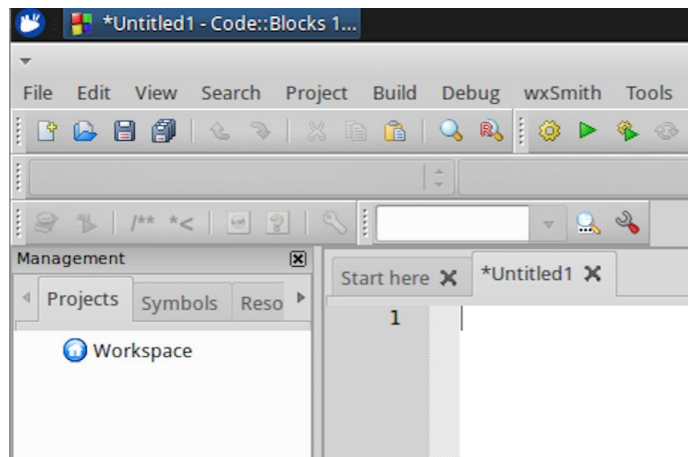 *Untitled1 - Code::Blocks 1...
File Edit View Search Project Build Debug wxSmith Tools
/** *<
Management
Projects Symbols Reso
Start here *Untitled1
1
Workspace